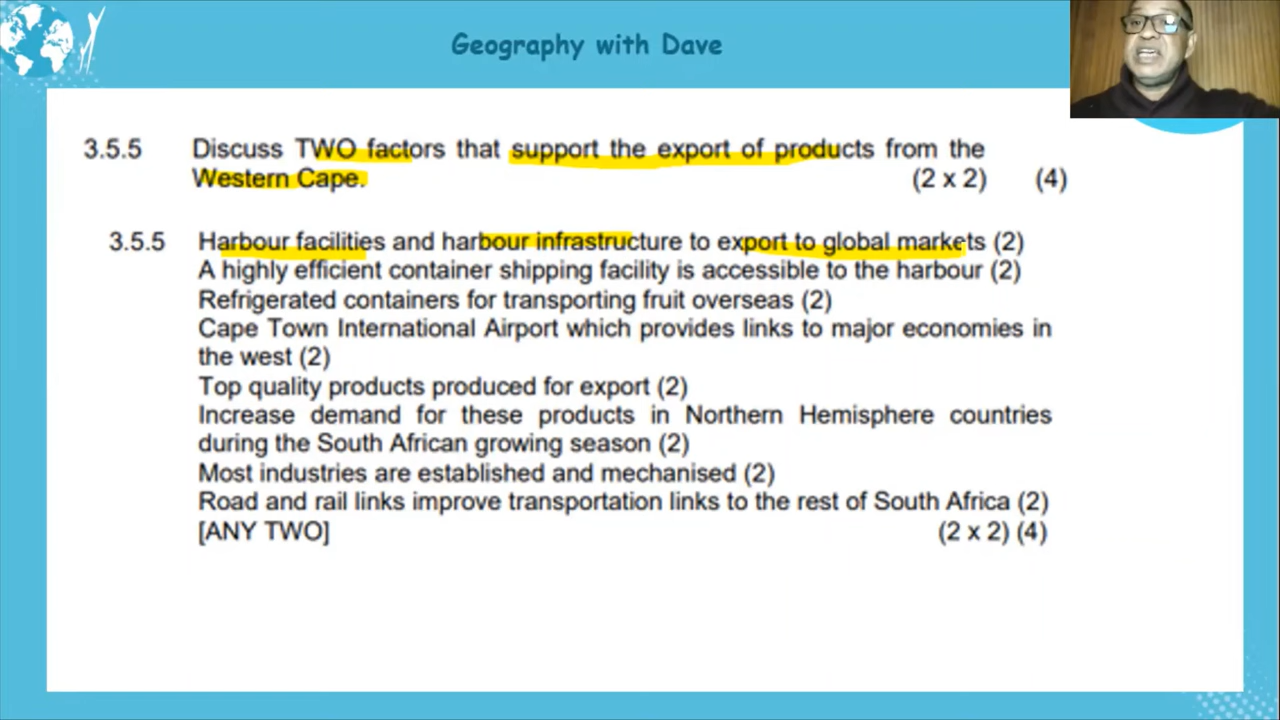 Geography with Dave
3.5.5 Discuss TWO factors that support the export of products from the
Western Cape. (2 x 2) (4)
3.5.5 Harbour facilities and harbour infrastructure to export to global markets (2)
A highly efficient container shipping facility is accessible to the harbour (2)
Refrigerated containers for transporting fruit overseas (2)
Cape Town International Airport which provides links to major economies in
the west (2)
Top quality products produced for export (2)
Increase demand for these products in Northern Hemisphere countries
during the South African growing season (2)
Most industries are established and mechanised (2)
Road and rail links improve transportation links to the rest of South Africa (2)
[ANY TWO] (2 x 2) (4)